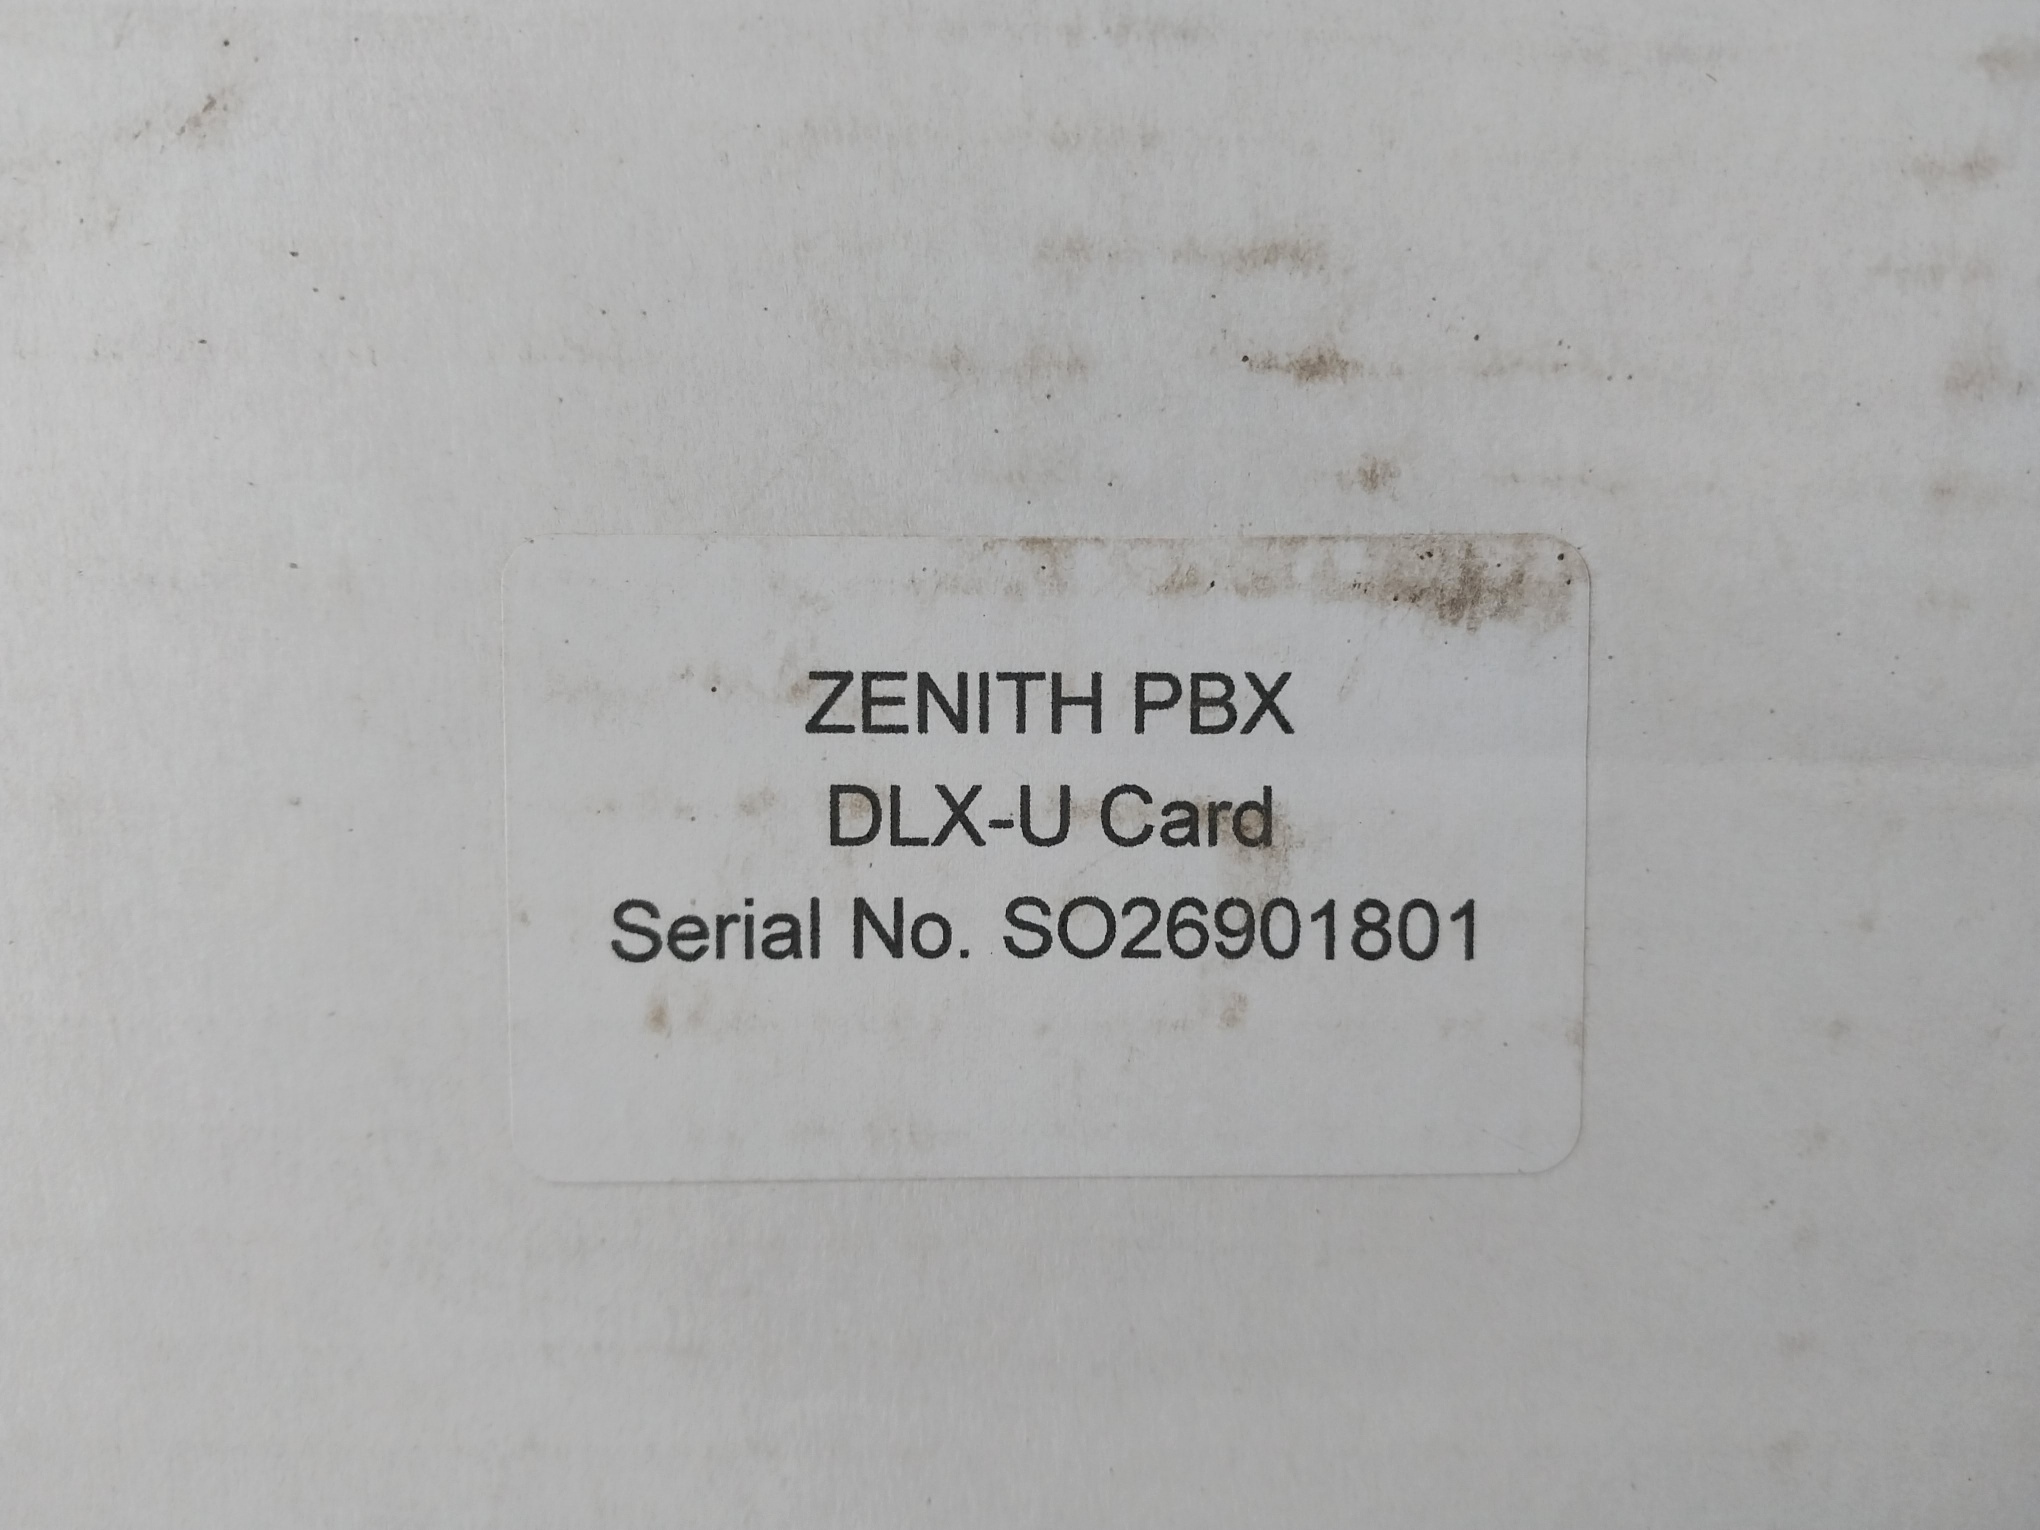 ZENITH PBX
DLX-U Card
Serial No. SO26901801